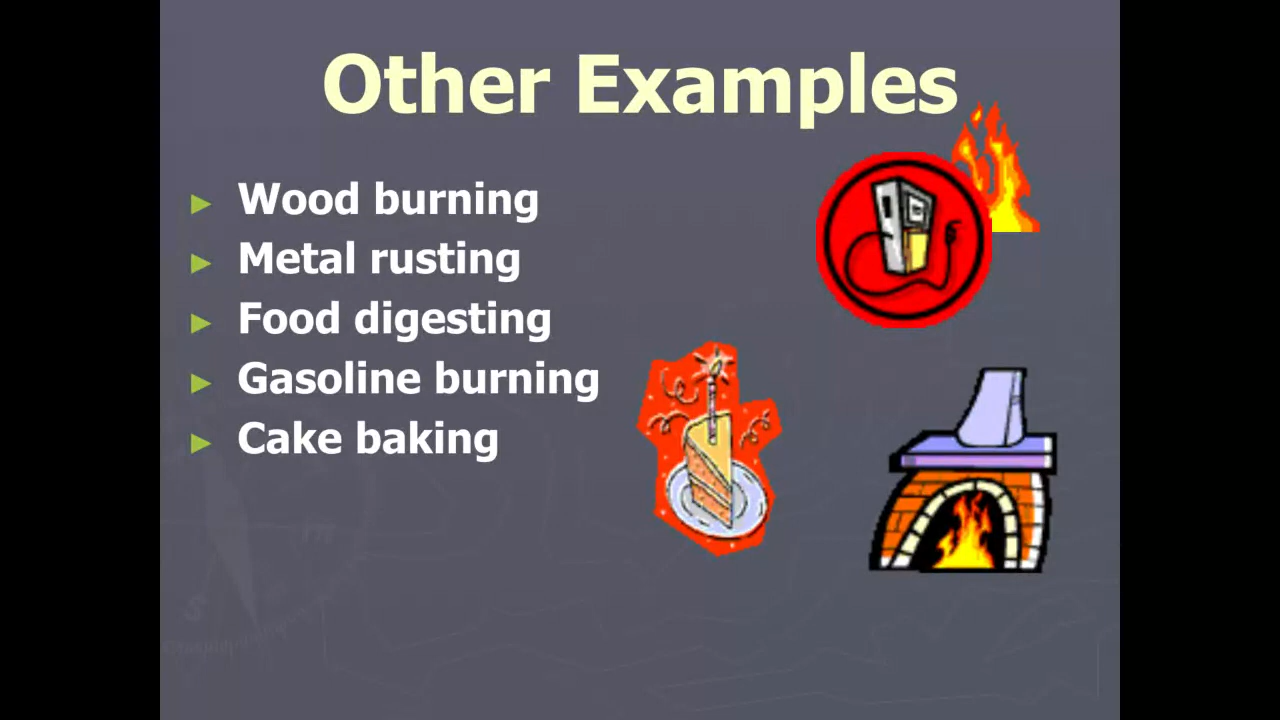 Other Examples
► Wood burning
► Metal rusting
► Food digesting
► Gasoline burning
► Cake baking